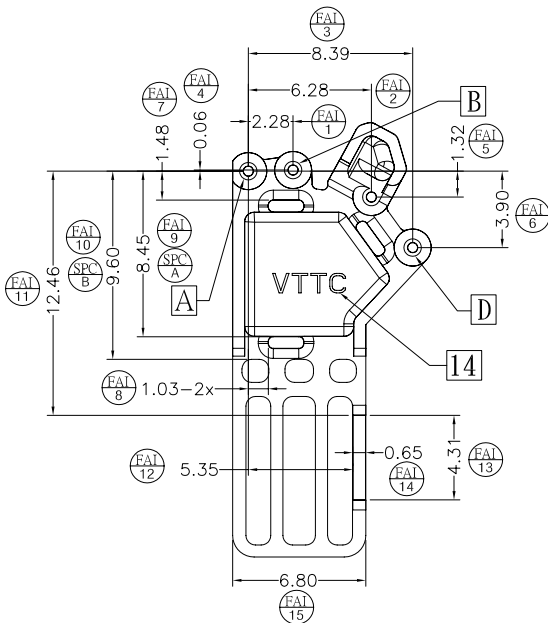 FAI
3
8.39
6.28
FAI
2
FAI
4
FAI
7
0.06
1.48
2.28
FAI
1
B
1.32
FAI
5
3.90
FAI
6
FAI
10
SPC
B
9.60
FAI
9
SPC
A
8.45
FAI
11
12.46
A
VTTC
D
14
FAI
8
1.03-2x
FAI
12
5.35
0.65
FAI
14
4.31
FAI
13
6.80
FAI
15